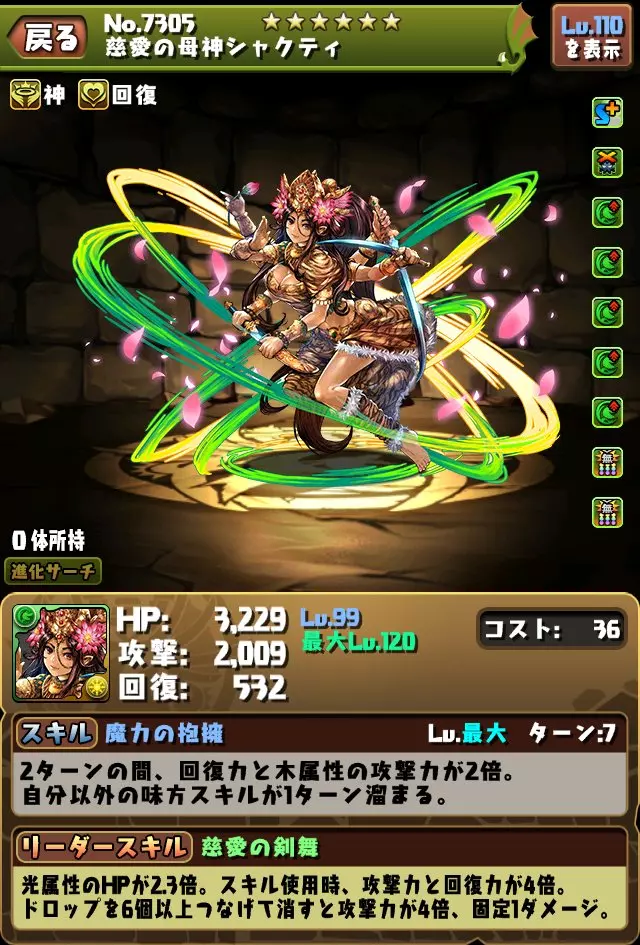 戻る
No.7305 ☆☆☆☆☆☆
慈愛の母神シャクティ
Lv.110
を表示
神 回復
無
無
0体所持
進化サーチ
HP: 3,229 Lv.99
攻撃: 2,009 最大Lv.120
回復: 532
コスト: 36
スキル 魔力の抱擁 Lv.最大 ターン:7
2ターンの間、回復力と木属性の攻撃力が2倍。
自分以外の味方スキルが1ターン溜まる。
リーダースキル 慈愛の剣舞
光属性のHPが2.3倍。スキル使用時、攻撃力と回復力が4倍。
ドロップを6個以上つなげて消すと攻撃力が4倍、固定1ダメージ。